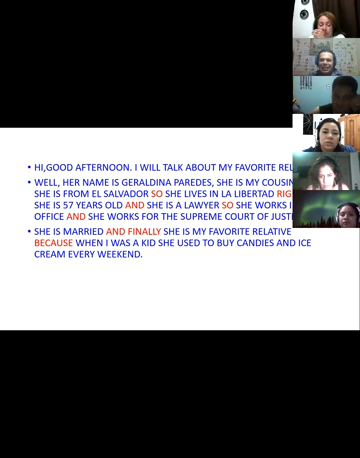 • HI,GOOD AFTERNOON. I WILL TALK ABOUT MY FAVORITE REL
• WELL, HER NAME IS GERALDINA PAREDES, SHE IS MY COUSIN
SHE IS FROM EL SALVADOR SO SHE LIVES IN LA LIBERTAD RIG
SHE IS 57 YEARS OLD AND SHE IS A LAWYER SO SHE WORKS I
OFFICE AND SHE WORKS FOR THE SUPREME COURT OF JUST
• SHE IS MARRIED AND FINALLY SHE IS MY FAVORITE RELATIVE
BECAUSE WHEN I WAS A KID SHE USED TO BUY CANDIES AND ICE
CREAM EVERY WEEKEND.